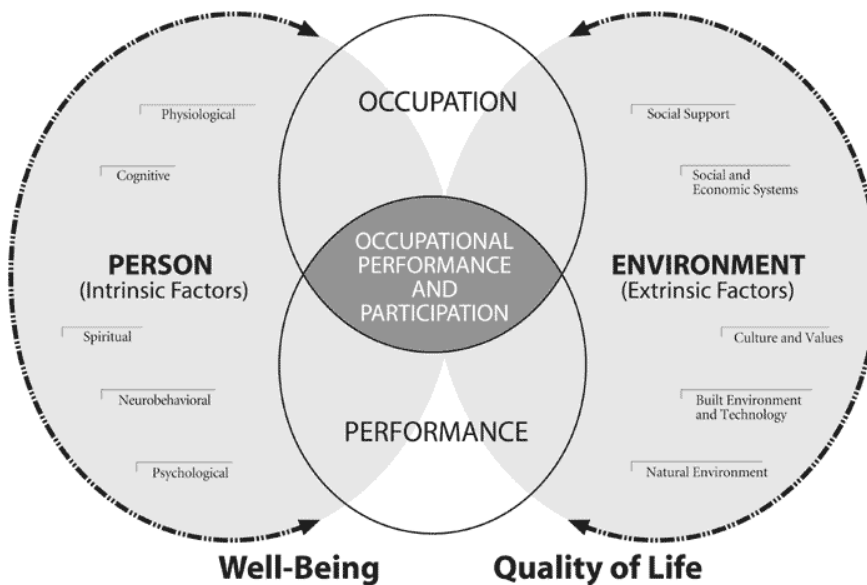 OCCUPATION
Physiological
Cognitive
PERSON
(Intrinsic Factors)
Spiritual
Neurobehavioral
Psychological
OCCUPATIONAL
PERFORMANCE
AND
PARTICIPATION
Social Support
Social and
Economic Systems
ENVIRONMENT
(Extrinsic Factors)
Culture and Values
Built Environment
and Technology
Natural Environment
PERFORMANCE
Well-Being
Quality of Life